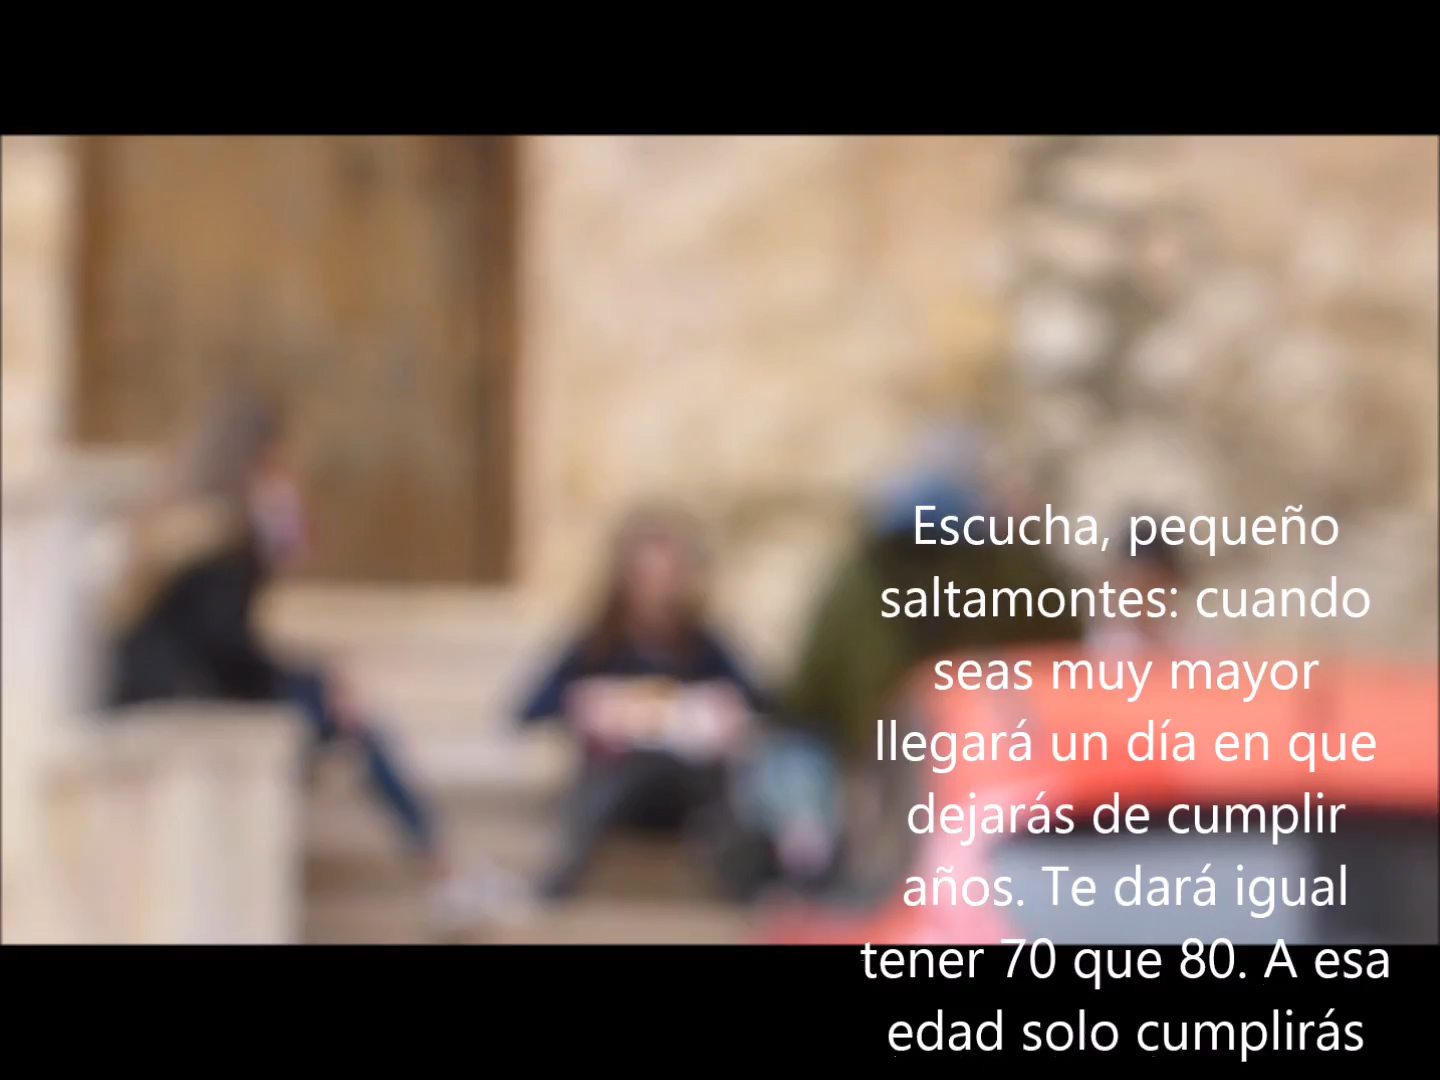 Escucha, pequeño
saltamontes: cuando
seas muy mayor
llegará un día en que
dejarás de cumplir
años. Te dará igual
tener 70 que 80. A esa
edad solo cumplirás